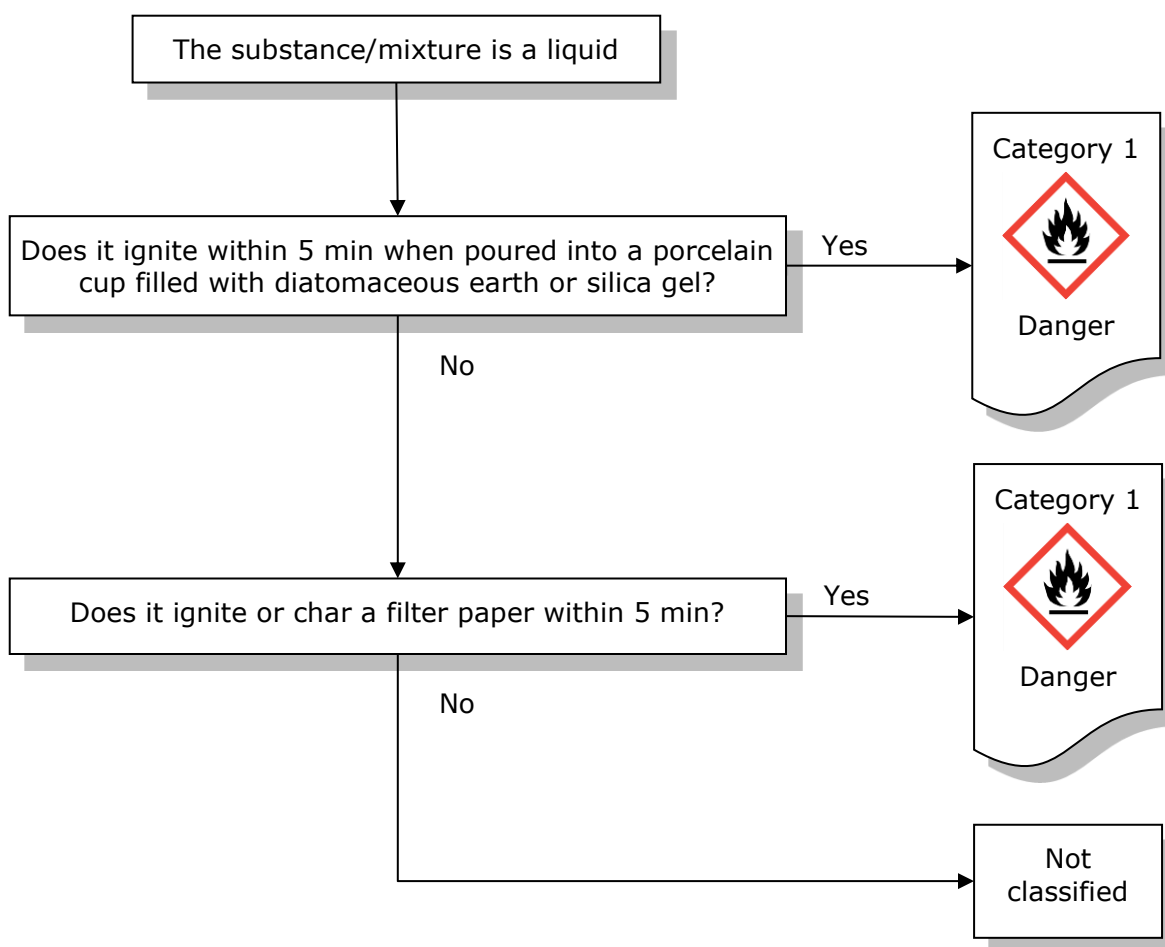 The substance/mixture is a liquid
Category 1
Does it ignite within 5 min when poured into a porcelain
cup filled with diatomaceous earth or silica gel?
Yes
Danger
No
Category 1
Does it ignite or char a filter paper within 5 min?
Yes
Danger
No
Not
classified